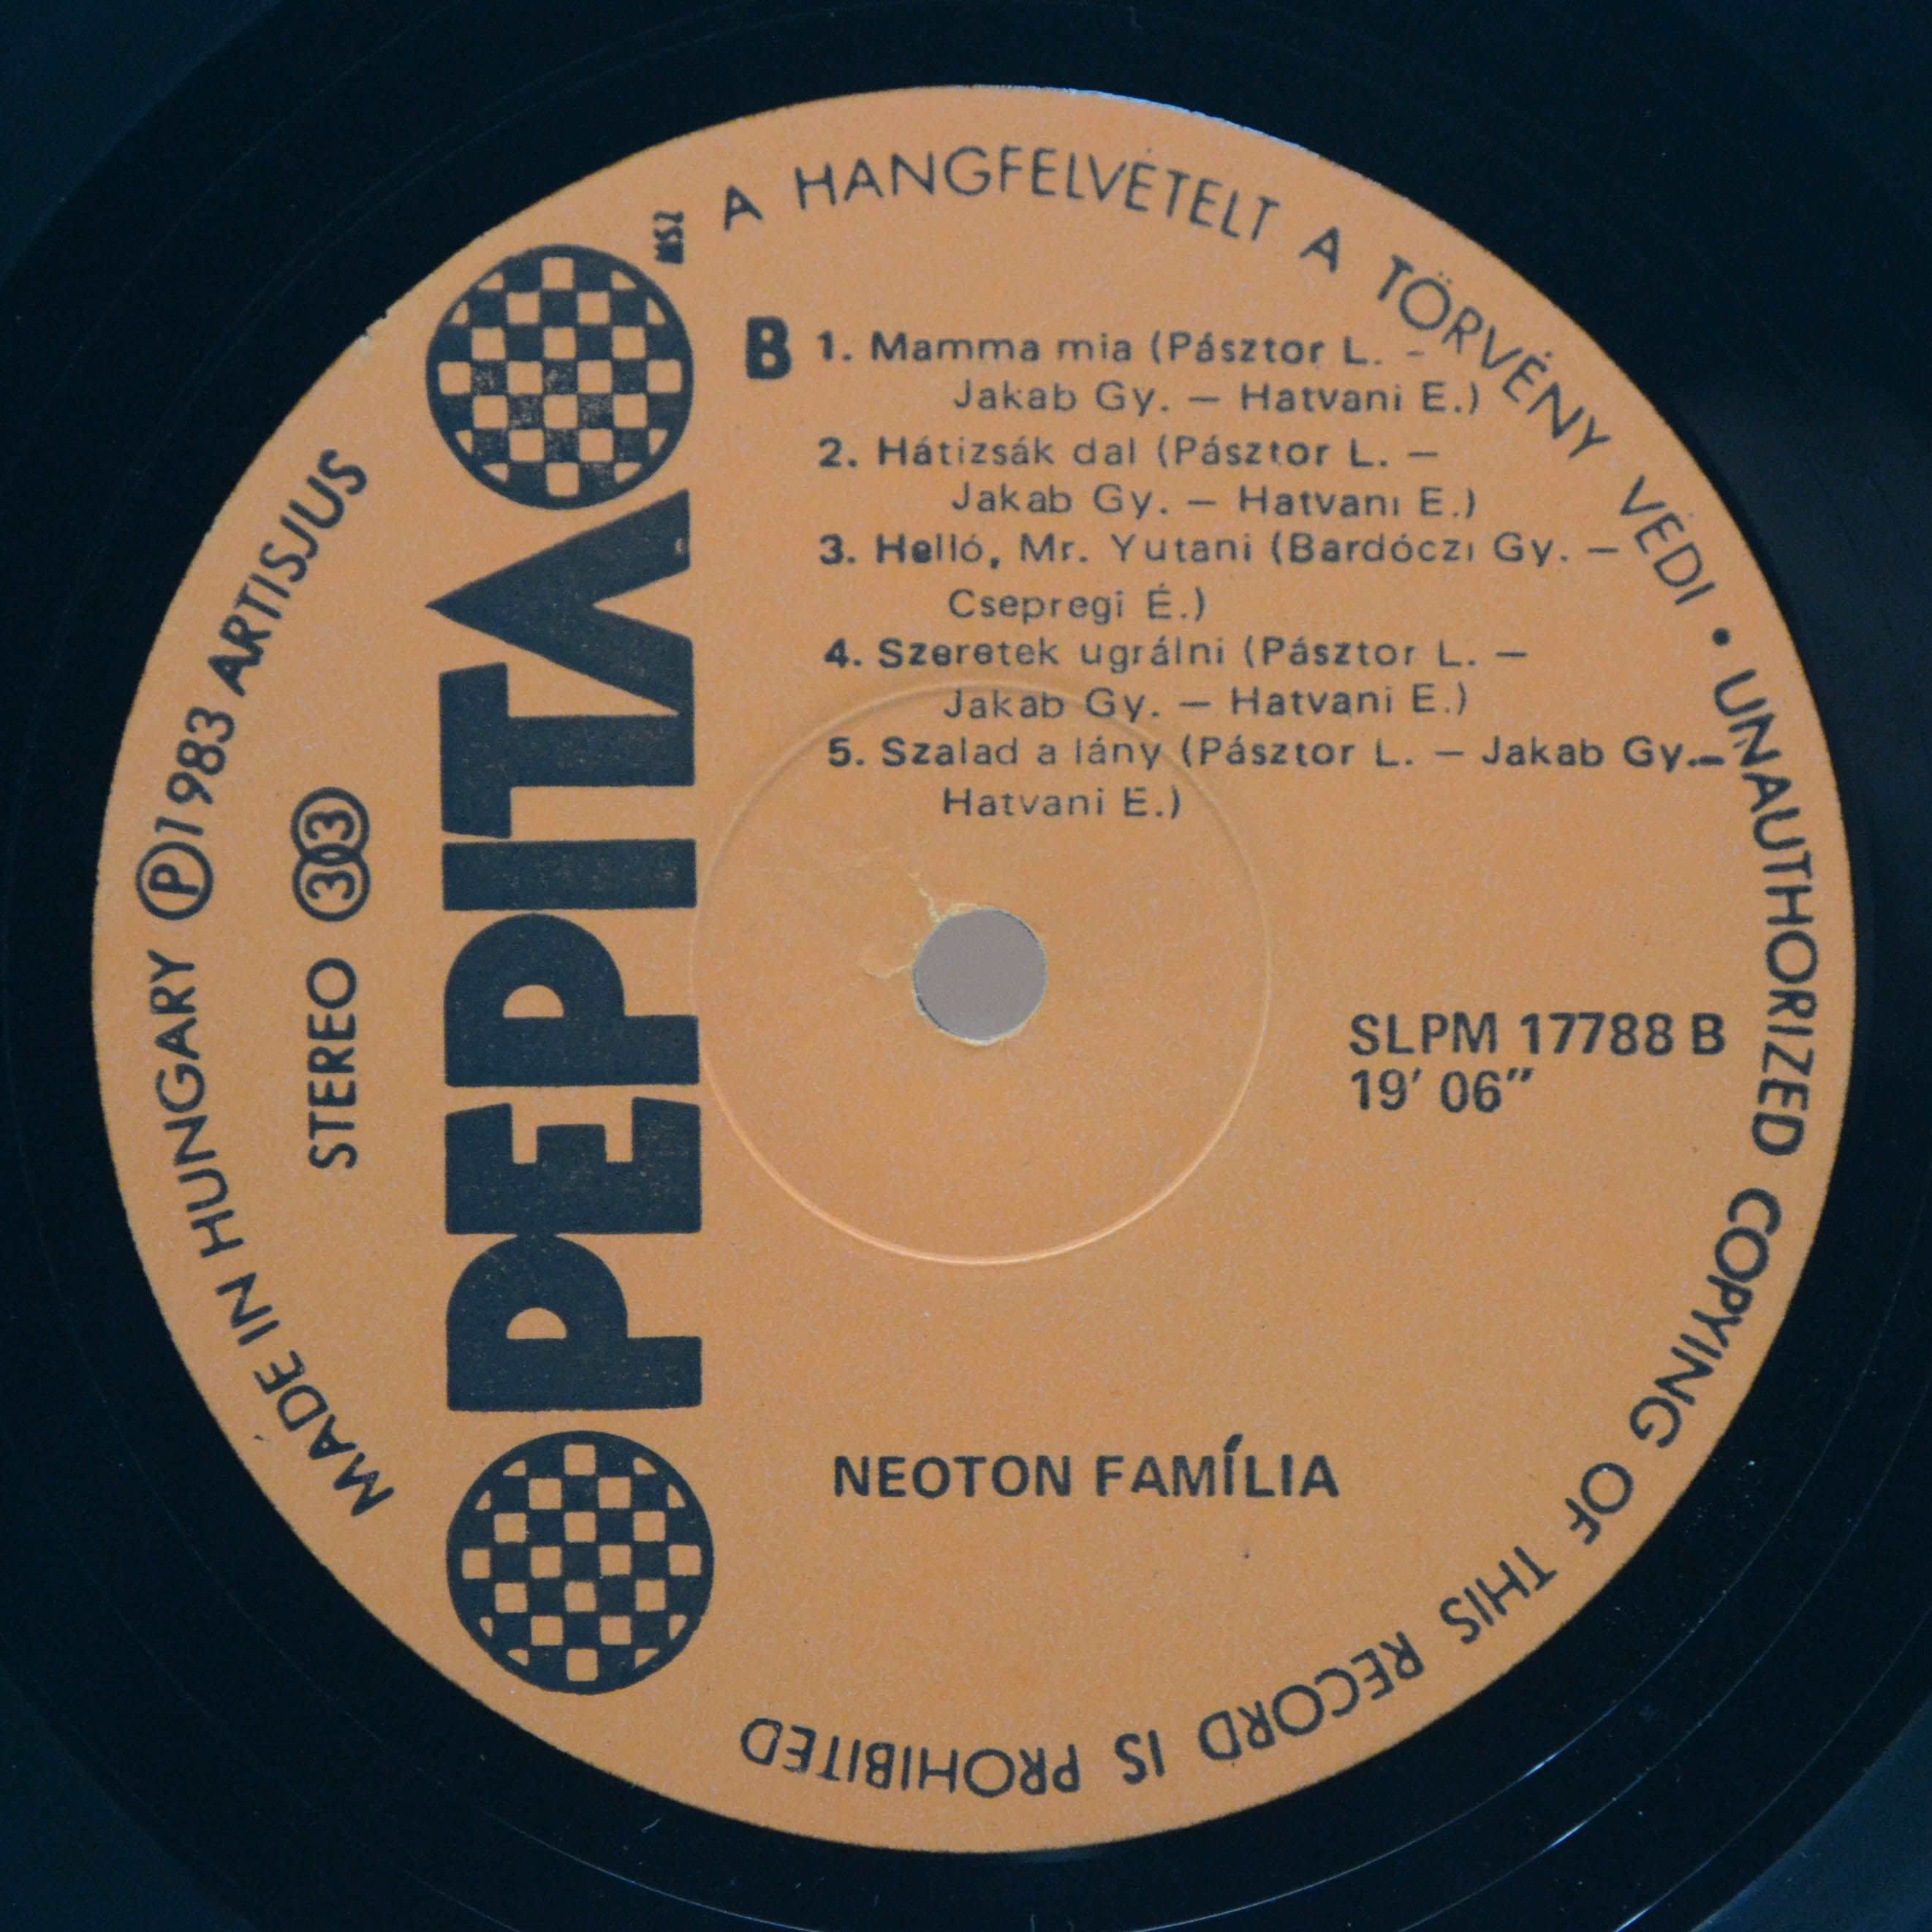 A HANGFELVÉTELT A TÖRVÉNY VÉDI • UNAUTHORIZED COPYING OF THIS RECORD IS PROHIBITED
MADE IN HUNGARY Ⓟ 1983 ARTISJUS
STEREO 33
PEPITA
MSZ
B 1. Mamma mia (Pásztor L. -
Jakab Gy. — Hatvani E.)
2. Hátizsák dal (Pásztor L. —
Jakab Gy. — Hatvani E.)
3. Helló, Mr. Yutani (Bardóczi Gy. —
Csepregi É.)
4. Szeretek ugrálni (Pásztor L. —
Jakab Gy. — Hatvani E.)
5. Szalad a lány (Pásztor L. — Jakab Gy.—
Hatvani E.)
SLPM 17788 B
19' 06"
NEOTON FAMÍLIA